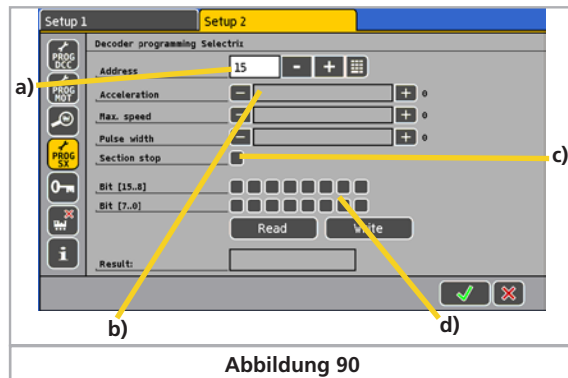 Setup 1 Setup 2
Decoder programming Selectrix
PROG DCC
Address 15 - +
a)
PROG MOT
Acceleration - + 0
Max. speed - + 0
Pulse width - + 0
PROG SX
Section stop
c)
Bit [15..8]
Bit [7..0]
Read Write
i
Result:
b) d)
Abbildung 90